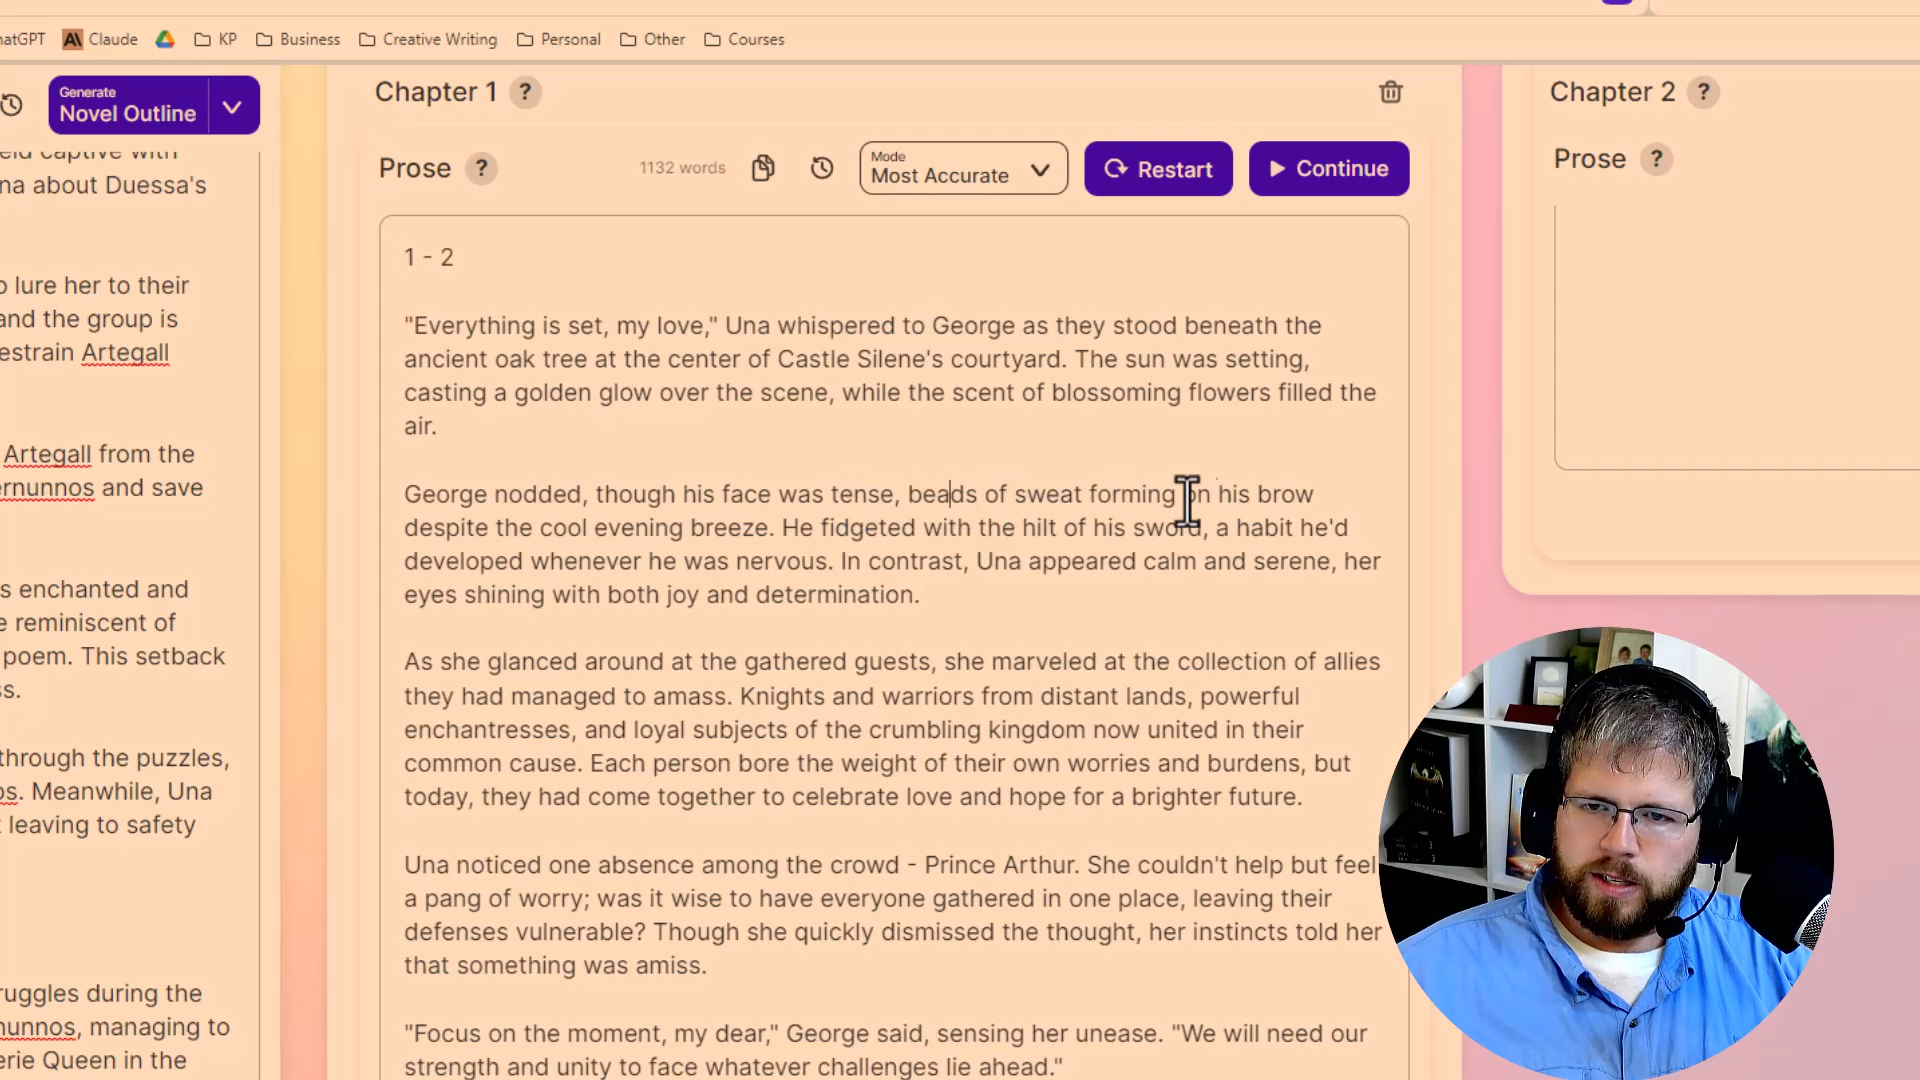 hatGPT
Claude
KP
Business
Creative Writing
Personal
Other
Courses
Generate
Novel Outline
captive with
na about Duessa's
o lure her to their
and the group is
estrain Artegall
Artegall from the
ernunnos and save
s enchanted and
e reminiscent of
poem. This setback
s.
through the puzzles,
os. Meanwhile, Una
leaving to safety
ruggles during the
nunnos, managing to
erie Queen in the
Chapter 1 ?
Prose ?
1132 words
Mode
Most Accurate
Restart
Continue
1 - 2
"Everything is set, my love," Una whispered to George as they stood beneath the
ancient oak tree at the center of Castle Silene's courtyard. The sun was setting,
casting a golden glow over the scene, while the scent of blossoming flowers filled the
air.
George nodded, though his face was tense, beads of sweat forming on his brow
despite the cool evening breeze. He fidgeted with the hilt of his sword, a habit he'd
developed whenever he was nervous. In contrast, Una appeared calm and serene, her
eyes shining with both joy and determination.
As she glanced around at the gathered guests, she marveled at the collection of allies
they had managed to amass. Knights and warriors from distant lands, powerful
enchantresses, and loyal subjects of the crumbling kingdom now united in their
common cause. Each person bore the weight of their own worries and burdens, but
today, they had come together to celebrate love and hope for a brighter future.
Una noticed one absence among the crowd - Prince Arthur. She couldn't help but feel
a pang of worry; was it wise to have everyone gathered in one place, leaving their
defenses vulnerable? Though she quickly dismissed the thought, her instincts told her
that something was amiss.
"Focus on the moment, my dear," George said, sensing her unease. "We will need our
strength and unity to face whatever challenges lie ahead."
Chapter 2 ?
Prose ?